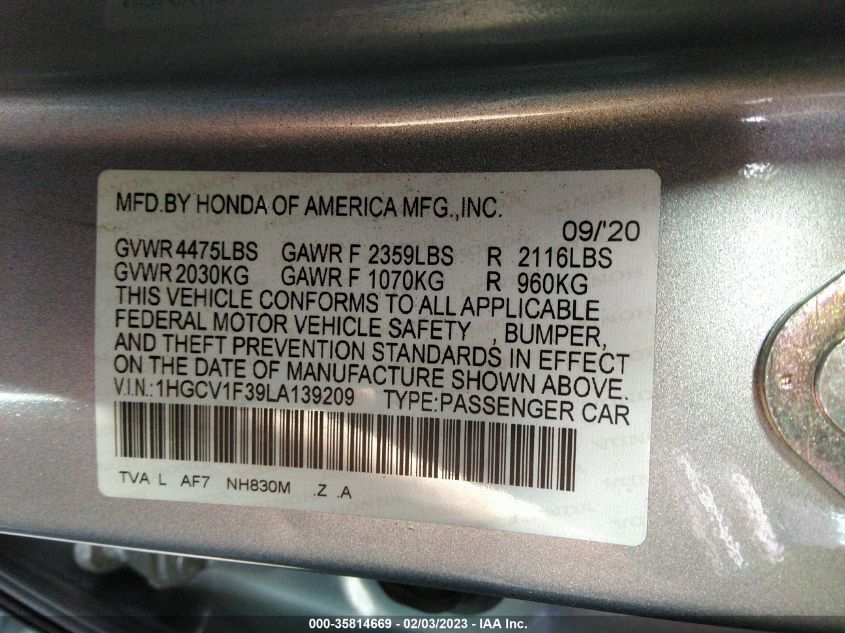 MFD.BY HONDA OF AMERICA MFG.,INC.
09/'20
GVWR 4475LBS GAWR F 2359LBS R 2116LBS
GVWR 2030KG GAWR F 1070KG R 960KG
THIS VEHICLE CONFORMS TO ALL APPLICABLE
FEDERAL MOTOR VEHICLE SAFETY , BUMPER,
AND THEFT PREVENTION STANDARDS IN EFFECT
ON THE DATE OF MANUFACTURE SHOWN ABOVE.
V.I.N.:1HGCV1F39LA139209 TYPE:PASSENGER CAR
TVA L AF7 NH830M .Z .A
000-35814669 - 02/03/2023 - IAA Inc.